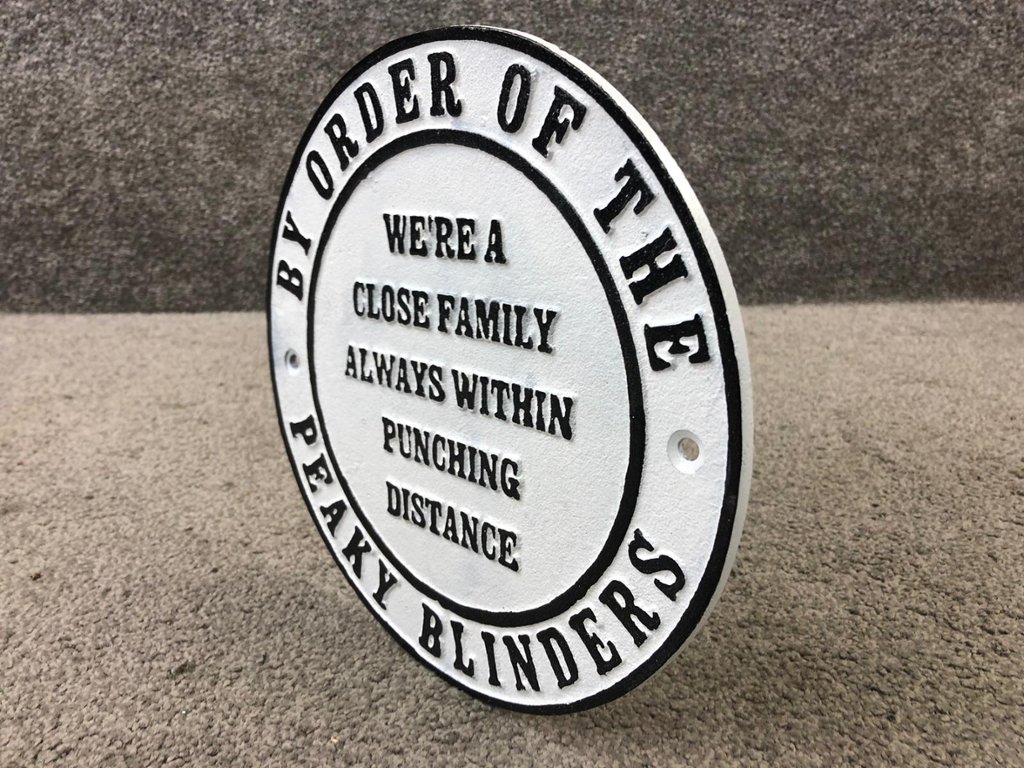 BY ORDER OF THE
WE'RE A
CLOSE FAMILY
ALWAYS WITHIN
PUNCHING
DISTANCE
PEAKY BLINDERS